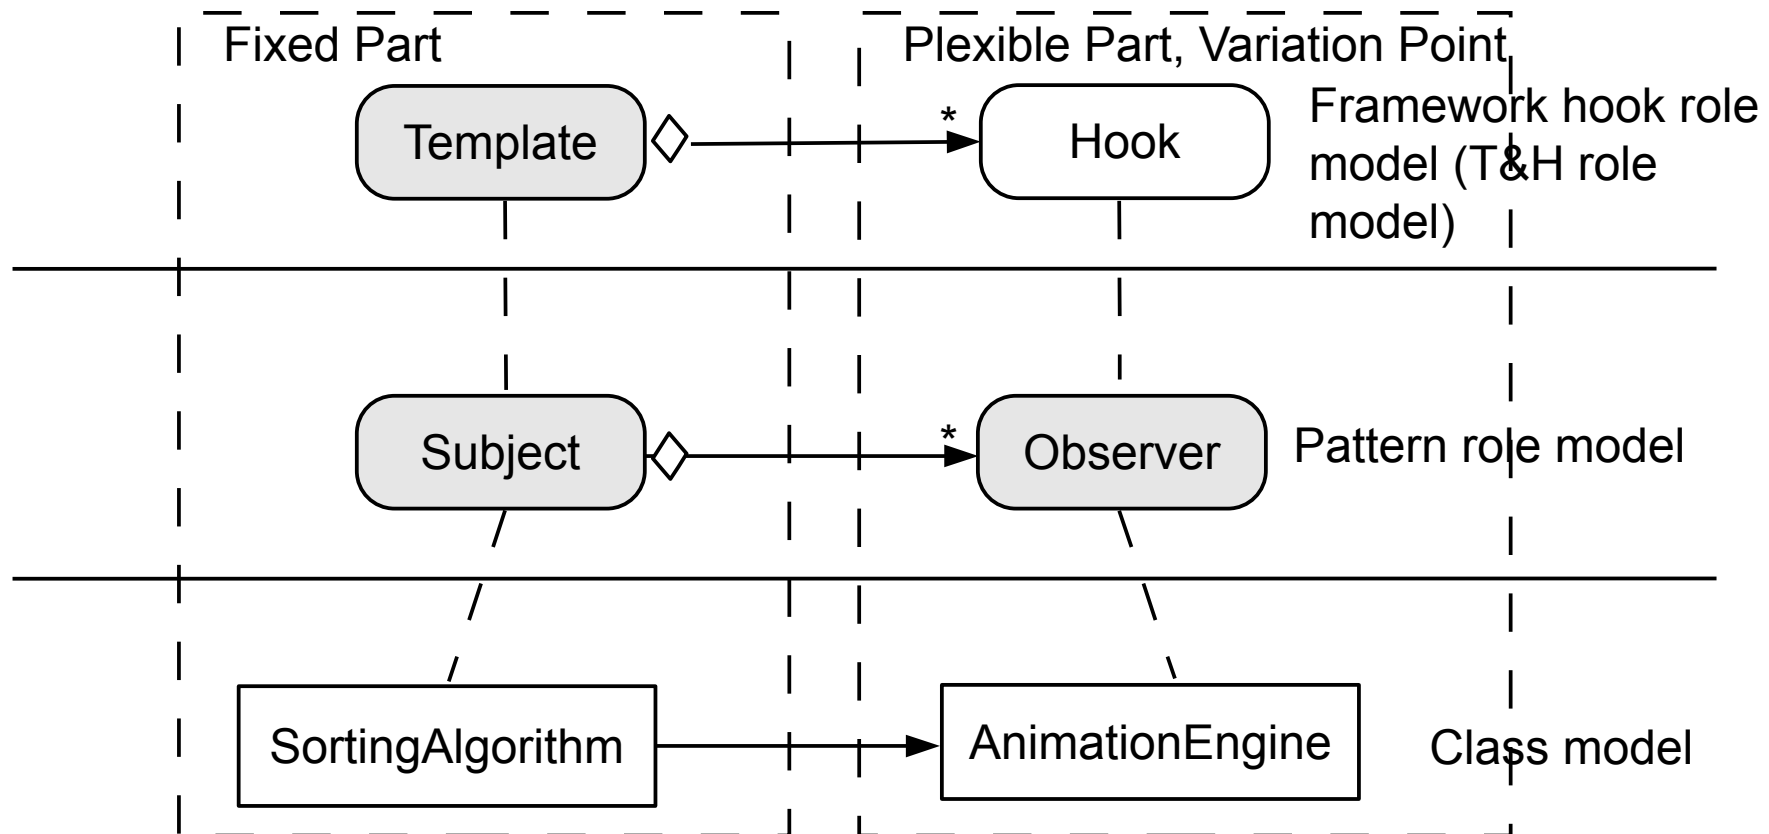 Fixed Part
Plexible Part, Variation Point
Template
*
Hook
Framework hook role
model (T&H role
model)
Subject
*
Observer
Pattern role model
SortingAlgorithm
AnimationEngine
Class model